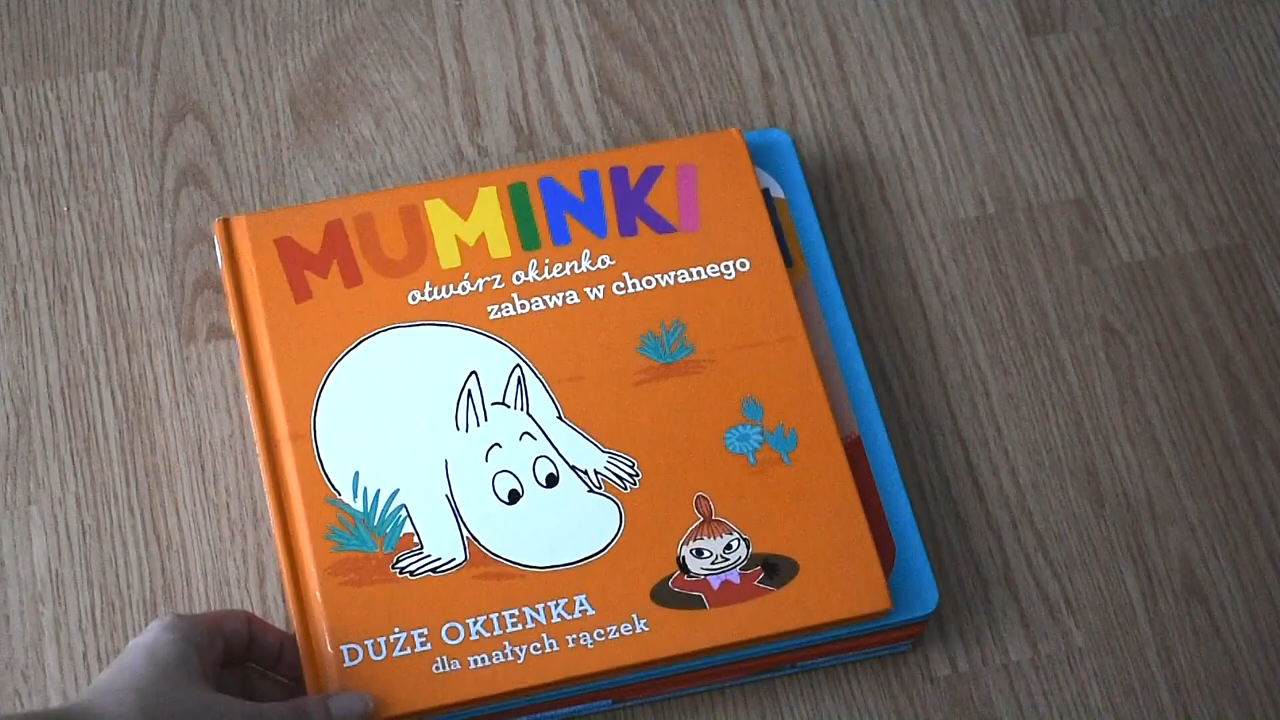 MUMINKI
otwórz okienko
zabawa w chowanego
DUŻE OKIENKA
dla małych rączek